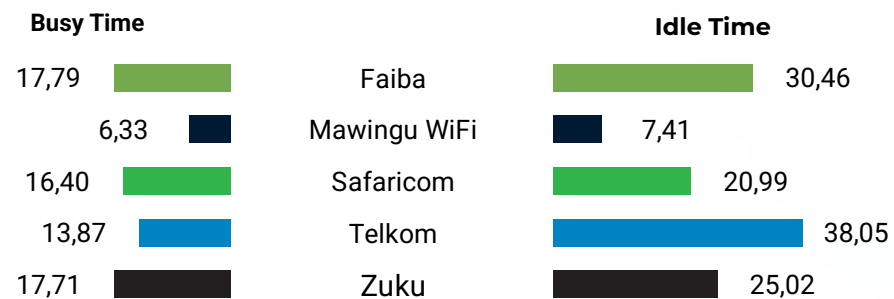 Busy Time Idle Time
17,79 Faiba 30,46
6,33 Mawingu WiFi 7,41
16,40 Safaricom 20,99
13,87 Telkom 38,05
17,71 Zuku 25,02